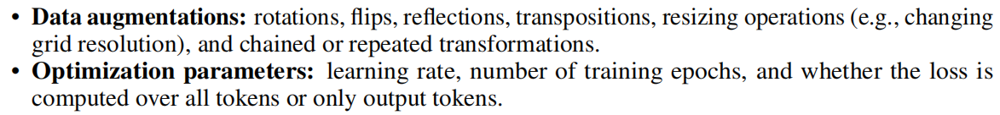 • Data augmentations: rotations, flips, reflections, transpositions, resizing operations (e.g., changing
grid resolution), and chained or repeated transformations.
• Optimization parameters: learning rate, number of training epochs, and whether the loss is
computed over all tokens or only output tokens.